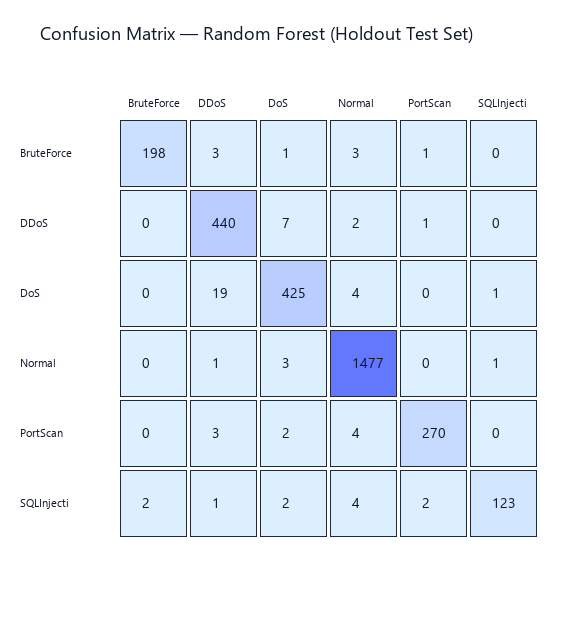 Confusion Matrix — Random Forest (Holdout Test Set)
BruteForce DDoS DoS Normal PortScan SQLInjecti
BruteForce 198 3 1 3 1 0
DDoS 0 440 7 2 1 0
DoS 0 19 425 4 0 1
Normal 0 1 3 1477 0 1
PortScan 0 3 2 4 270 0
SQLInjecti 2 1 2 4 2 123